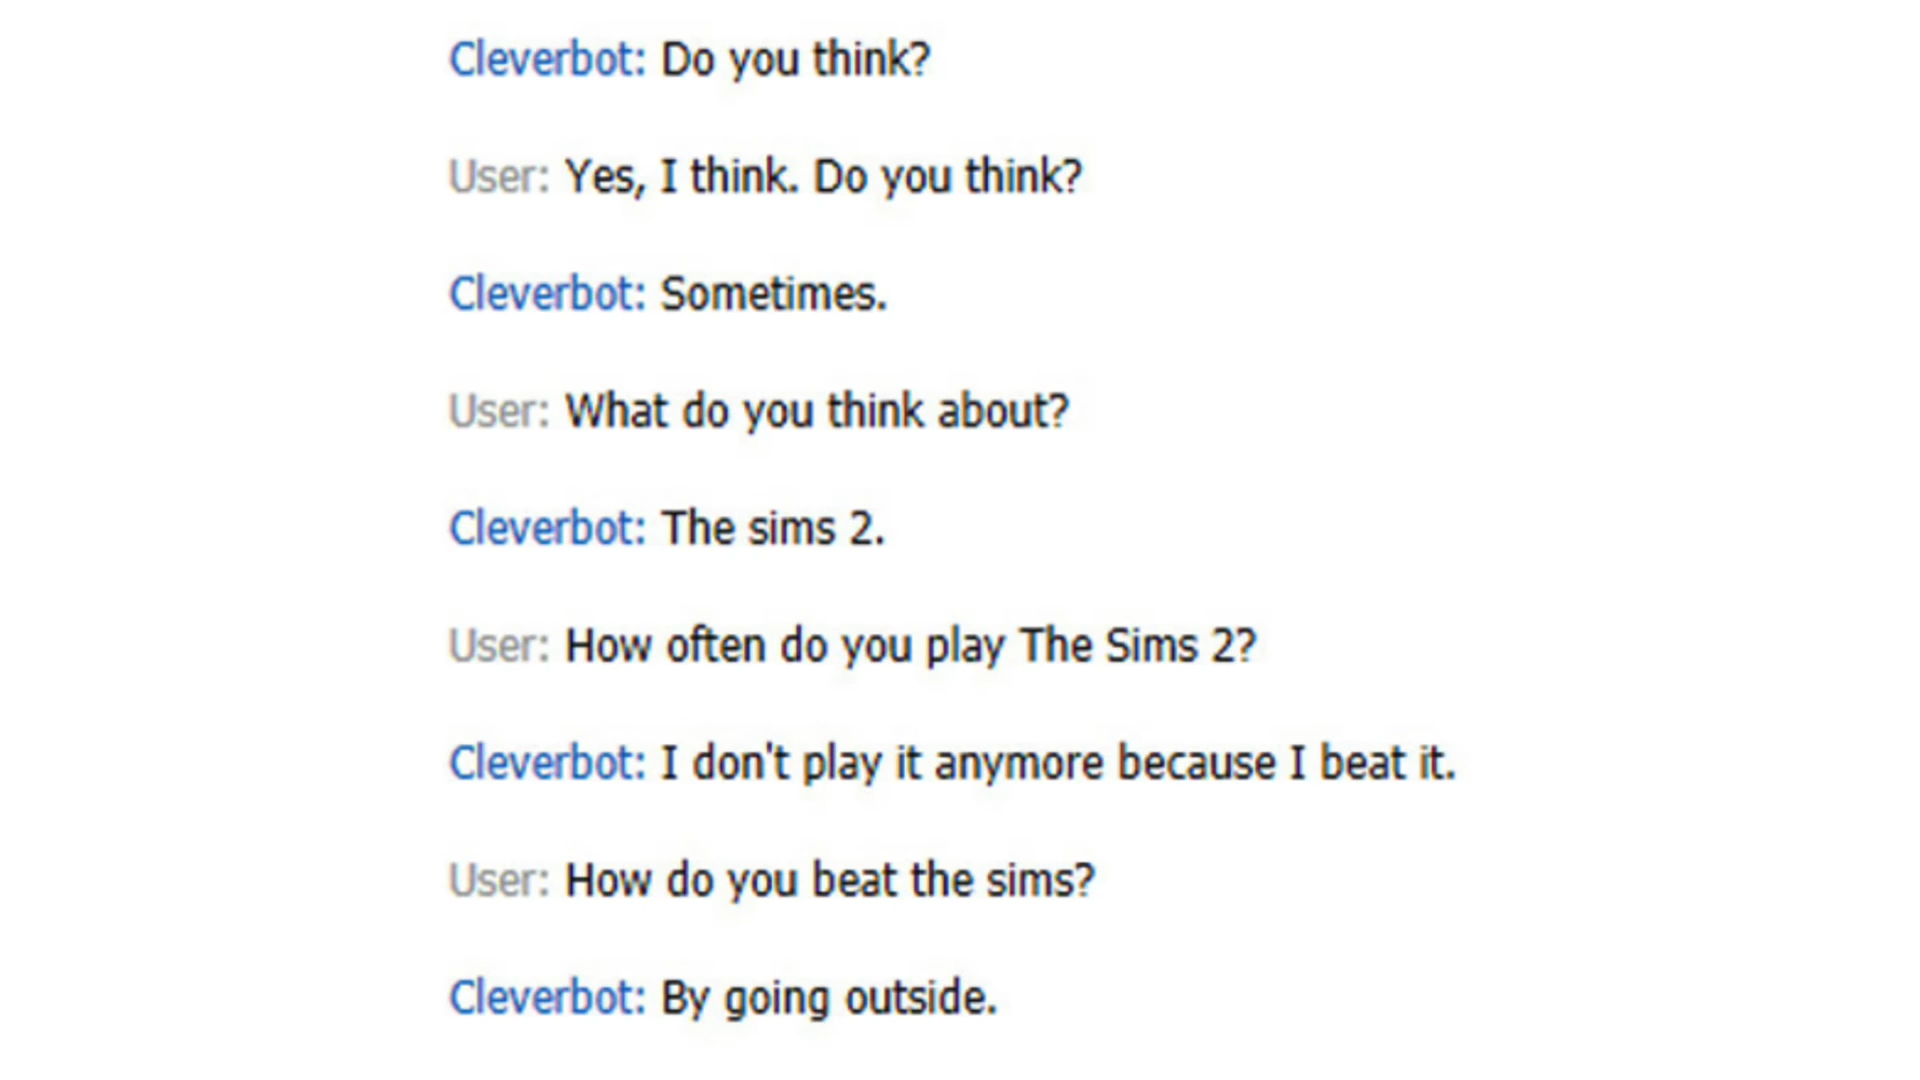 Cleverbot: Do you think?
User: Yes, I think. Do you think?
Cleverbot: Sometimes.
User: What do you think about?
Cleverbot: The sims 2.
User: How often do you play The Sims 2?
Cleverbot: I don't play it anymore because I beat it.
User: How do you beat the sims?
Cleverbot: By going outside.